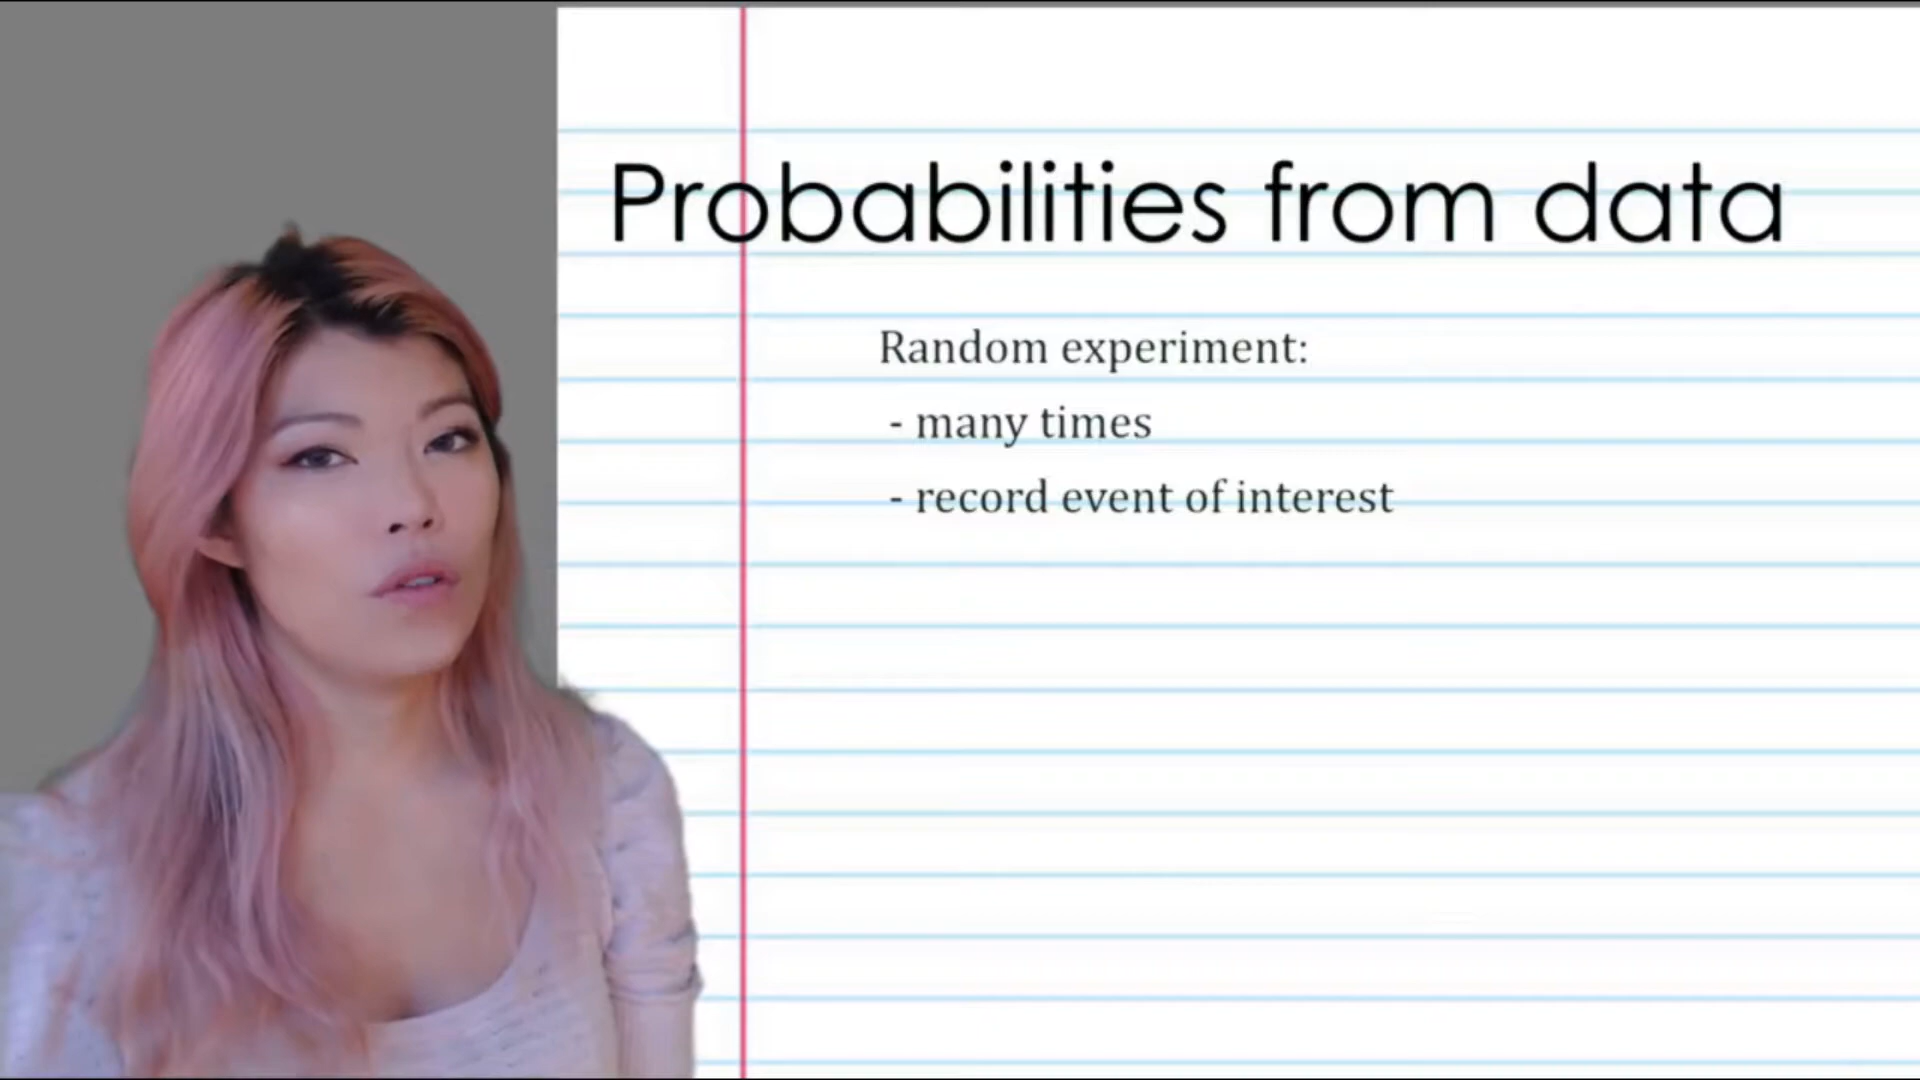 Probabilities from data
Random experiment:
- many times
- record event of interest